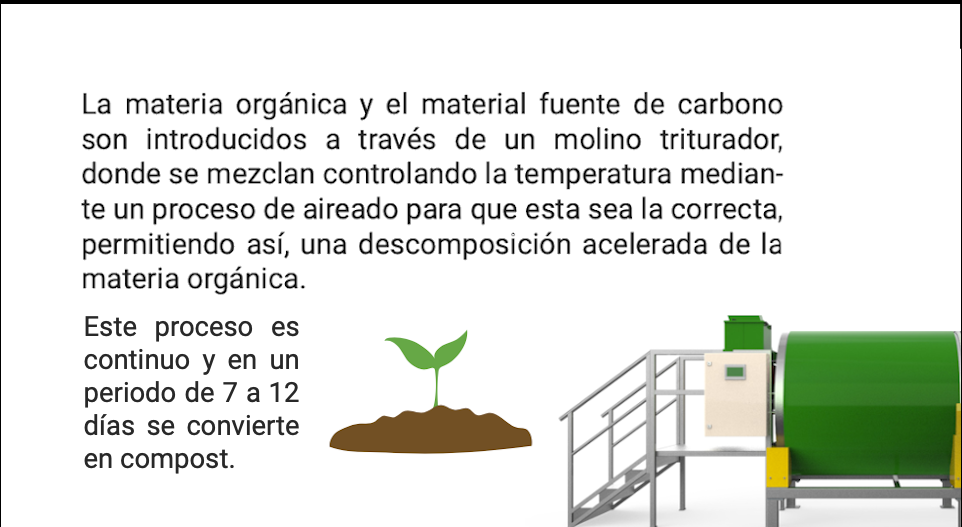 La materia orgánica y el material fuente de carbono
son introducidos a través de un molino triturador,
donde se mezclan controlando la temperatura median-
te un proceso de aireado para que esta sea la correcta,
permitiendo así, una descomposición acelerada de la
materia orgánica.
Este proceso es
continuo y en un
periodo de 7 a 12
días se convierte
en compost.